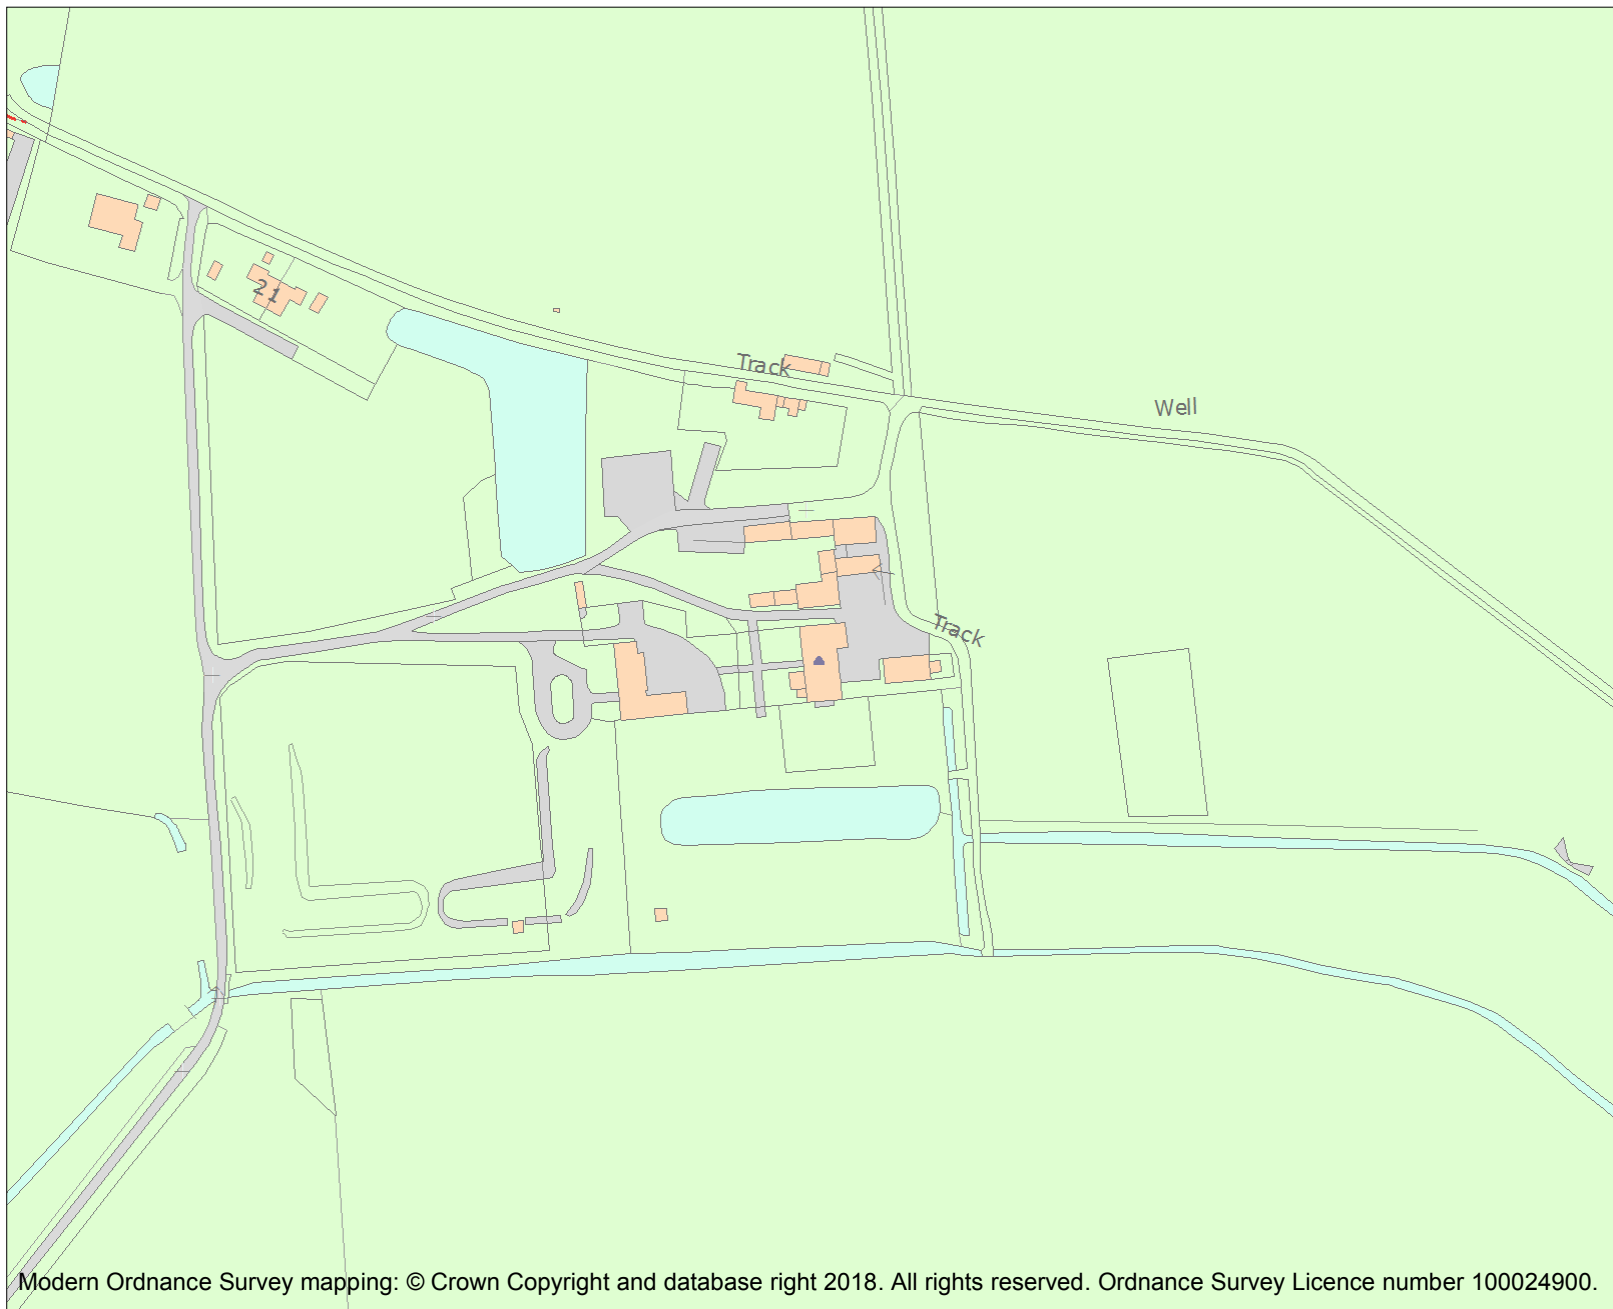 21
Track
Well
Track
Modern Ordnance Survey mapping: © Crown Copyright and database right 2018. All rights reserved. Ordnance Survey Licence number 100024900.